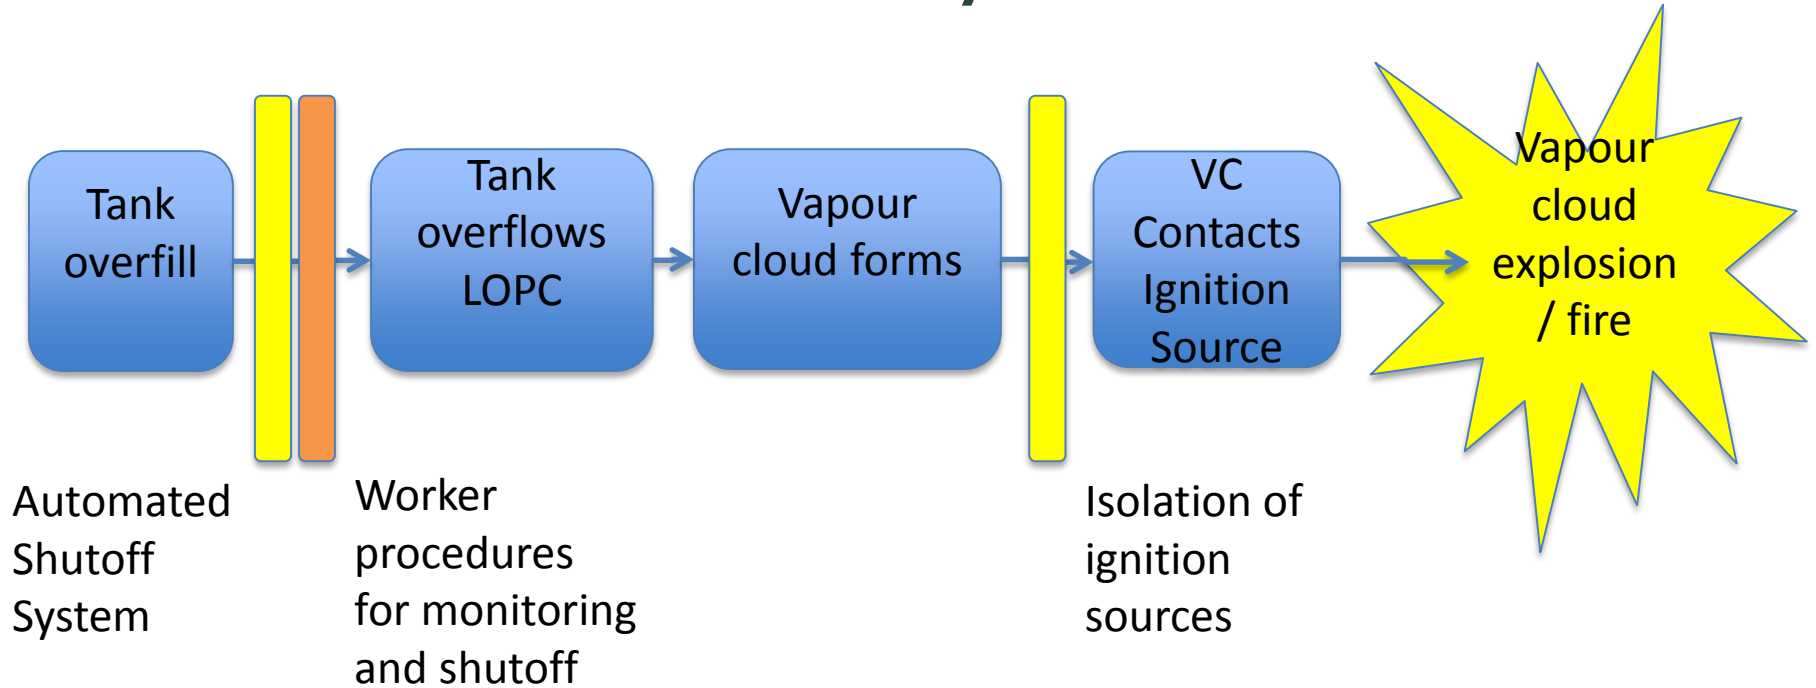 Tank
overfill
Tank
overflows
LOPC
Vapour
cloud forms
VC
Contacts
Ignition
Source
Vapour
cloud
explosion
/ fire
Automated
Shutoff
System
Worker
procedures
for monitoring
and shutoff
Isolation of
ignition
sources